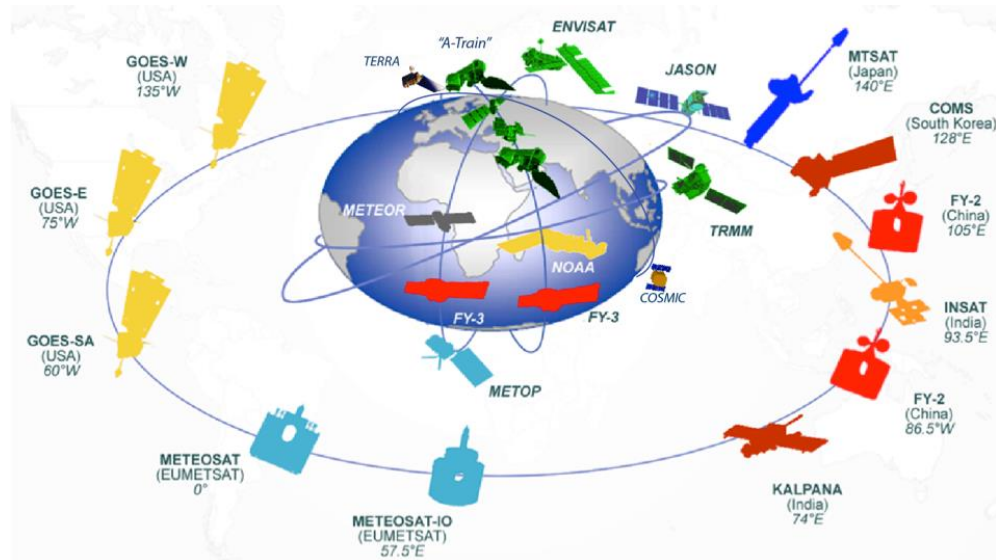 ENVISAT
"A-Train"
TERRA
GOES-W
(USA)
135°W
JASON
MTSAT
(Japan)
140°E
COMS
(South Korea)
128°E
GOES-E
(USA)
75°W
METEOR
TRMM
FY-2
(China)
105°E
NOAA
COSMIC
FY-3
FY-3
INSAT
(India)
93.5°E
GOES-SA
(USA)
60°W
METOP
FY-2
(China)
86.5°W
METEOSAT
(EUMETSAT)
0°
METEOSAT-IO
(EUMETSAT)
57.5°E
KALPANA
(India)
74°E